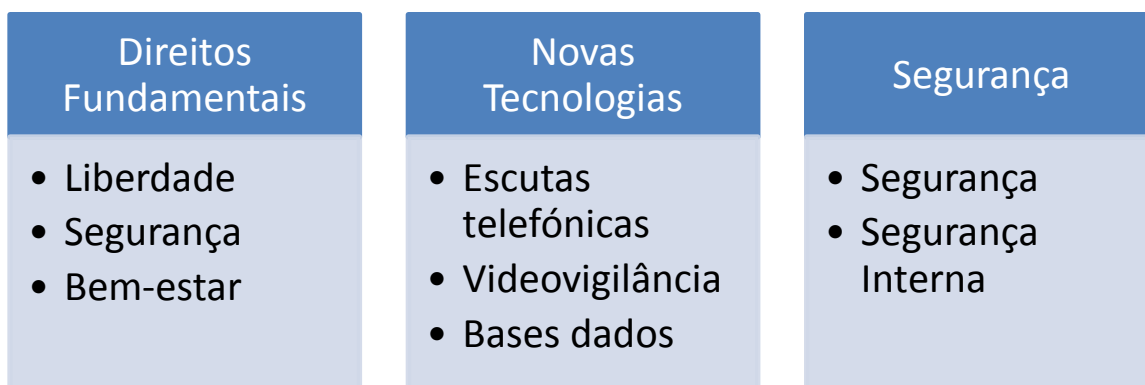 Direitos
Fundamentais
• Liberdade
• Segurança
• Bem-estar
Novas
Tecnologias
• Escutas
telefónicas
• Videovigilância
• Bases dados
Segurança
• Segurança
• Segurança
Interna